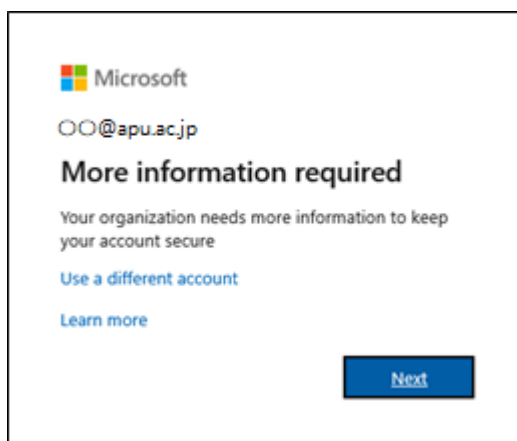 Microsoft
〇〇@apu.ac.jp
More information required
Your organization needs more information to keep
your account secure
Use a different account
Learn more
Next